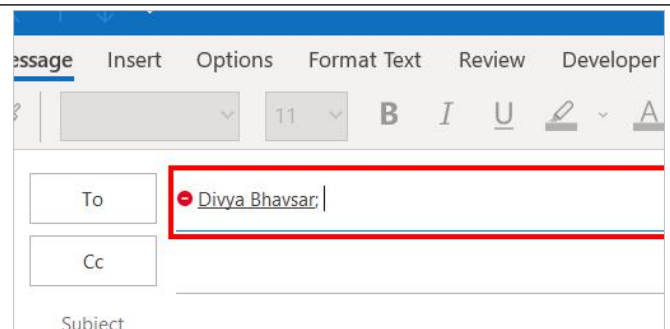 essage Insert Options Format Text Review Developer
11 B I U A
To Divya Bhavsar;
Cc
Subject